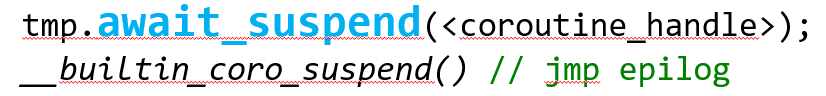 tmp.await_suspend(<coroutine_handle>);
__builtin_coro_suspend() // jmp epilog